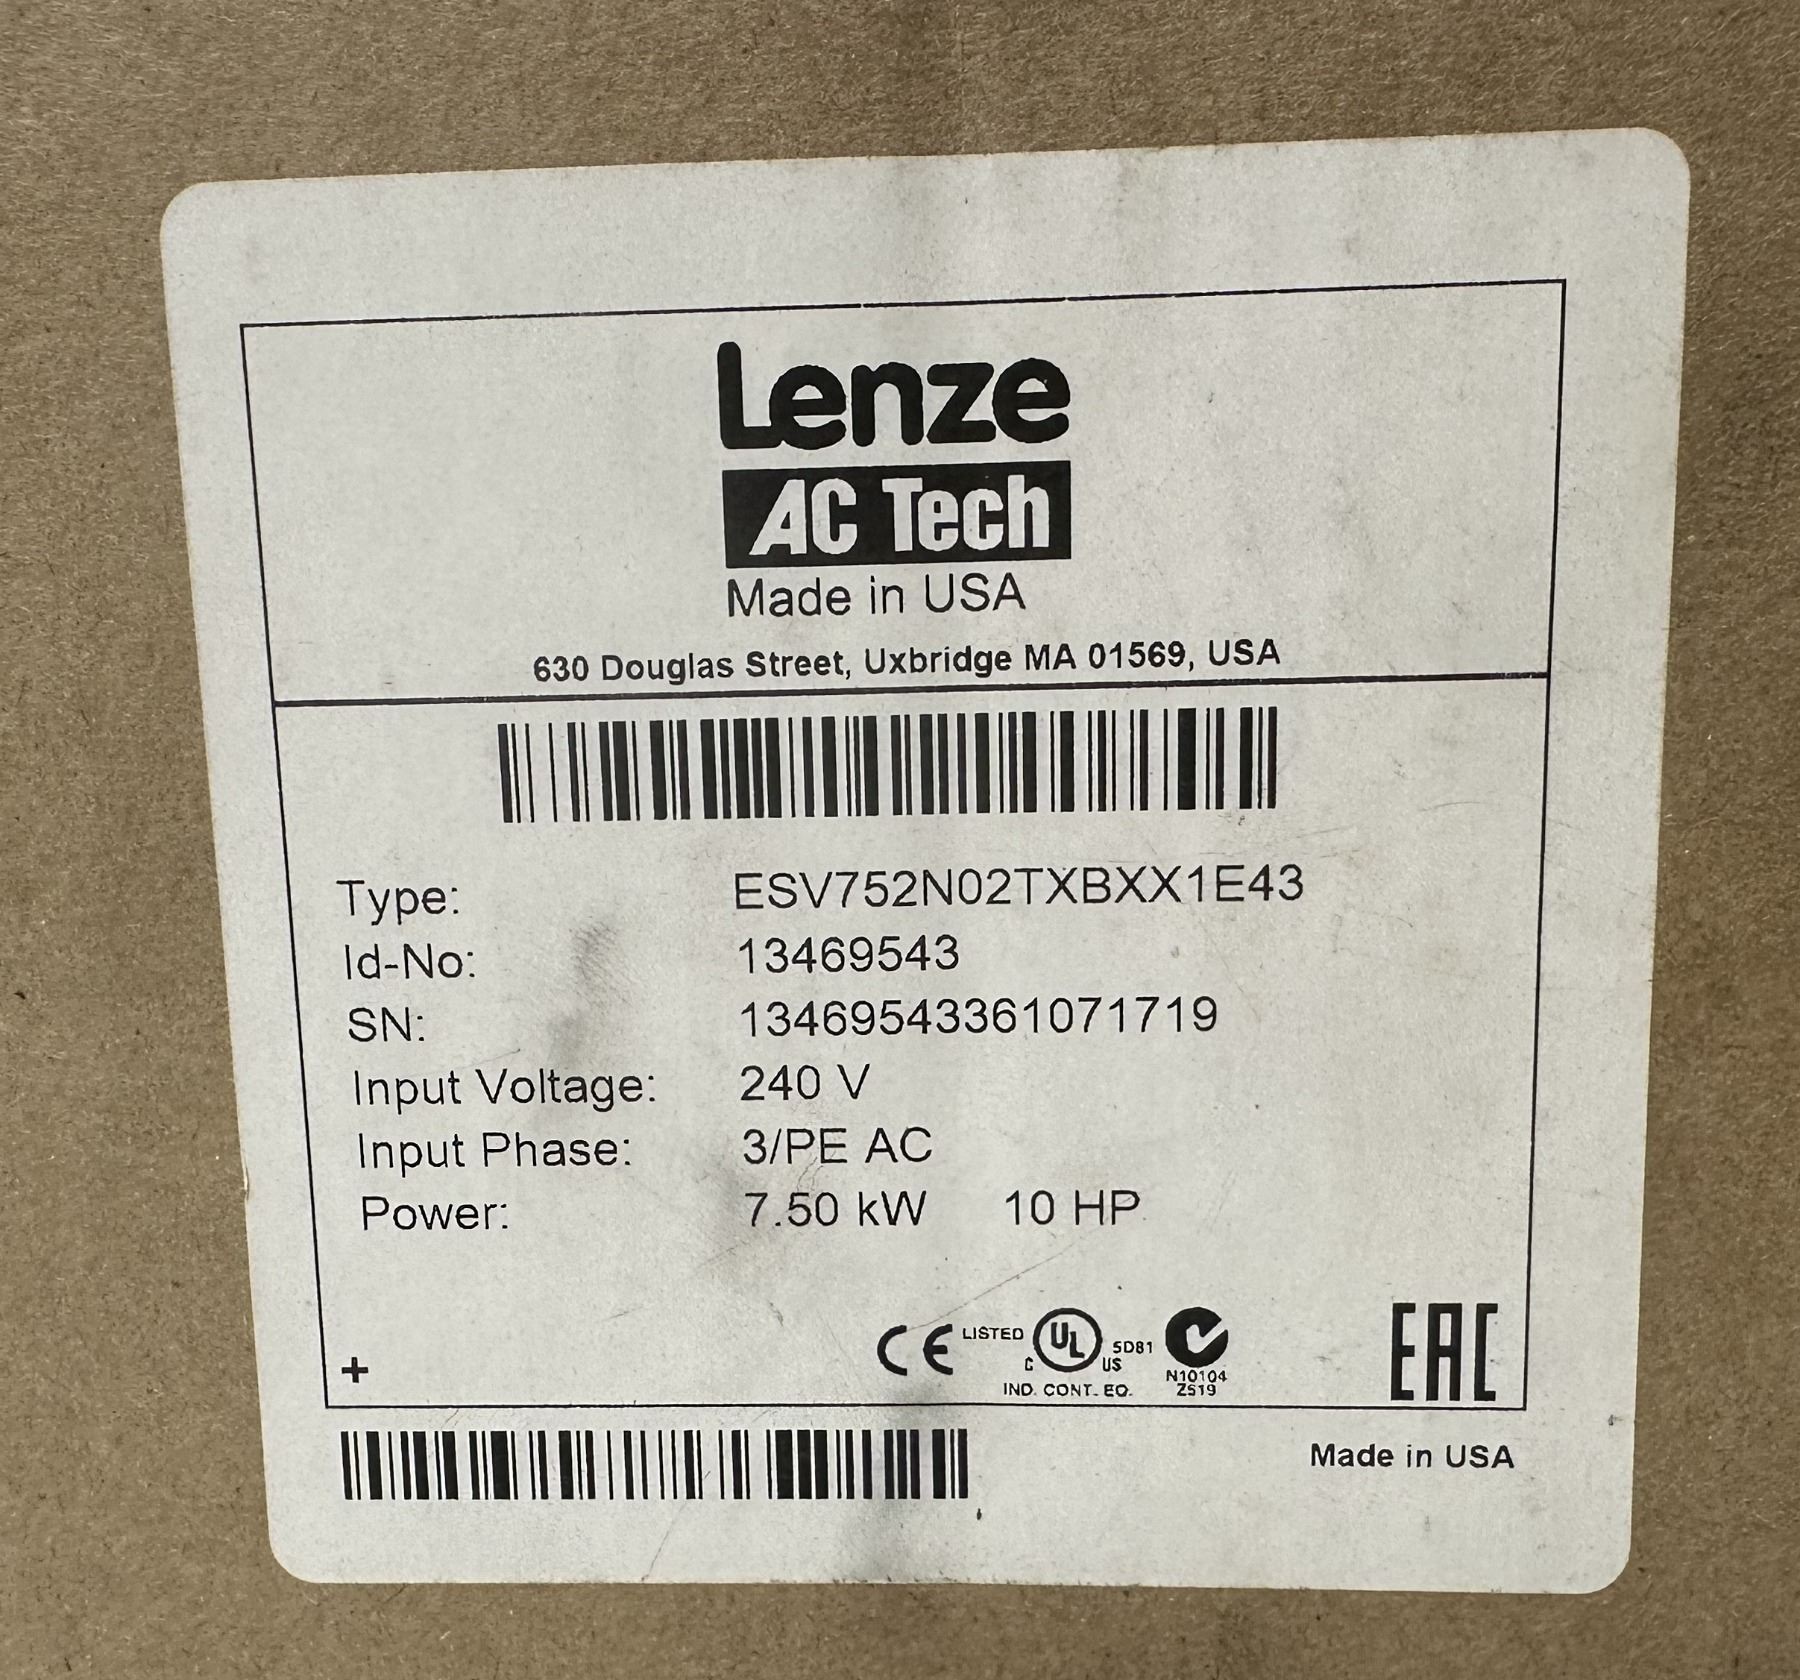 Lenze
AC Tech
Made in USA
630 Douglas Street, Uxbridge MA 01569, USA
Type: ESV752N02TXBXX1E43
Id-No: 13469543
SN: 13469543361071719
Input Voltage: 240 V
Input Phase: 3/PE AC
Power: 7.50 kW 10 HP
+
CE LISTED C UL US 5D81
IND. CONT. EQ.
N10104
Z519
EAC
Made in USA